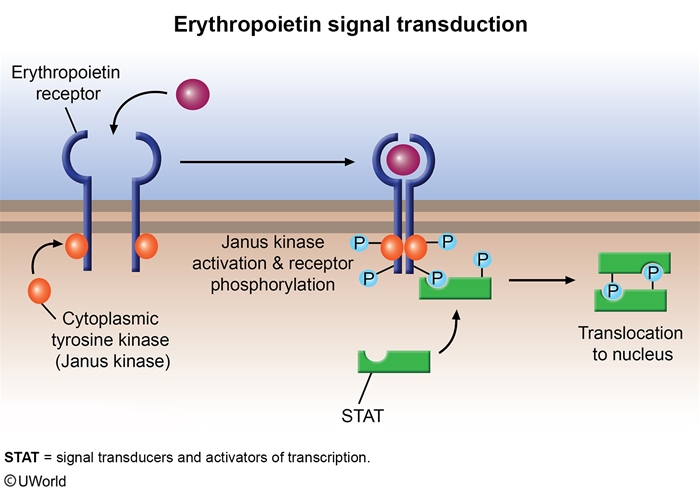 Erythropoietin signal transduction
Erythropoietin
receptor
Janus kinase
activation & receptor
phosphorylation
P
P
P
P
P
P
P
Cytoplasmic
tyrosine kinase
(Janus kinase)
Translocation
to nucleus
STAT
STAT = signal transducers and activators of transcription.
©UWorld